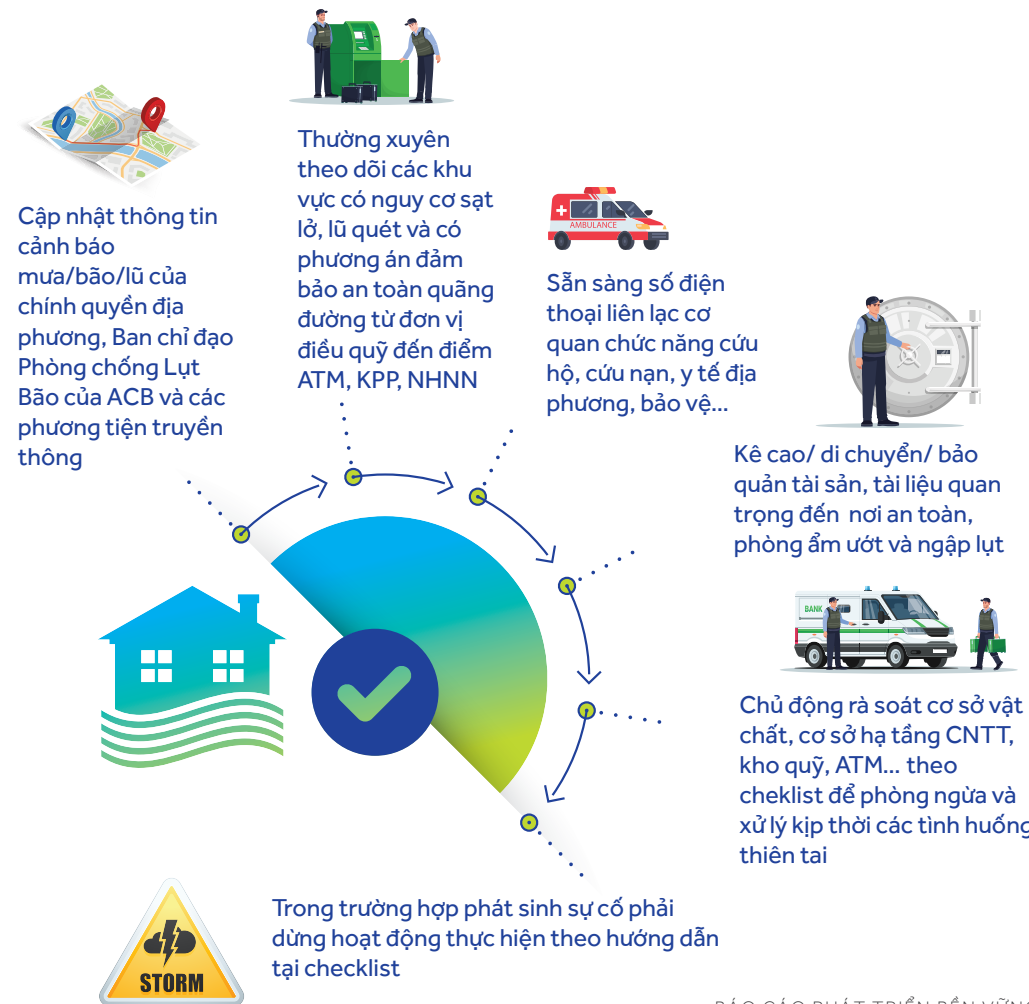 Thường xuyên
theo dõi các khu
vực có nguy cơ sạt
lở, lũ quét và có
phương án đảm
bảo an toàn quãng
đường từ đơn vị
điều quỹ đến điểm
ATM, KPP, NHNN
Cập nhật thông tin
cảnh báo
mưa/bão/lũ của
chính quyền địa
phương, Ban chỉ đạo
Phòng chống Lụt
Bão của ACB và các
phương tiện truyền
thông
AMBULANCE
Sẵn sàng số điện
thoại liên lạc cơ
quan chức năng cứu
hộ, cứu nạn, y tế địa
phương, bảo vệ...
Kê cao/ di chuyển/ bảo
quản tài sản, tài liệu quan
trọng đến nơi an toàn,
phòng ẩm ướt và ngập lụt
BANK
Chủ động rà soát cơ sở vật
chất, cơ sở hạ tầng CNTT,
kho quỹ, ATM... theo
cheklist để phòng ngừa và
xử lý kịp thời các tình huống
thiên tai
STORM
Trong trường hợp phát sinh sự cố phải
dừng hoạt động thực hiện theo hướng dẫn
tại checklist